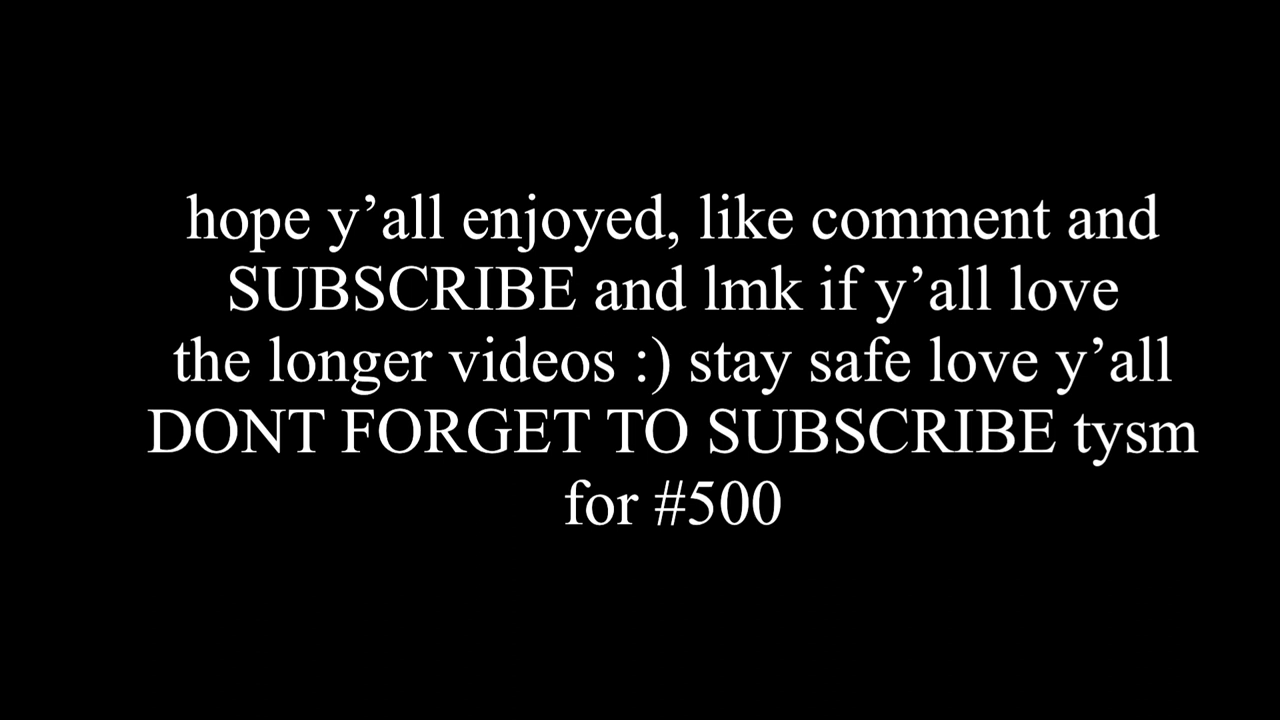 hope y’all enjoyed, like comment and
SUBSCRIBE and lmk if y’all love
the longer videos :) stay safe love y’all
DONT FORGET TO SUBSCRIBE tysm
for #500